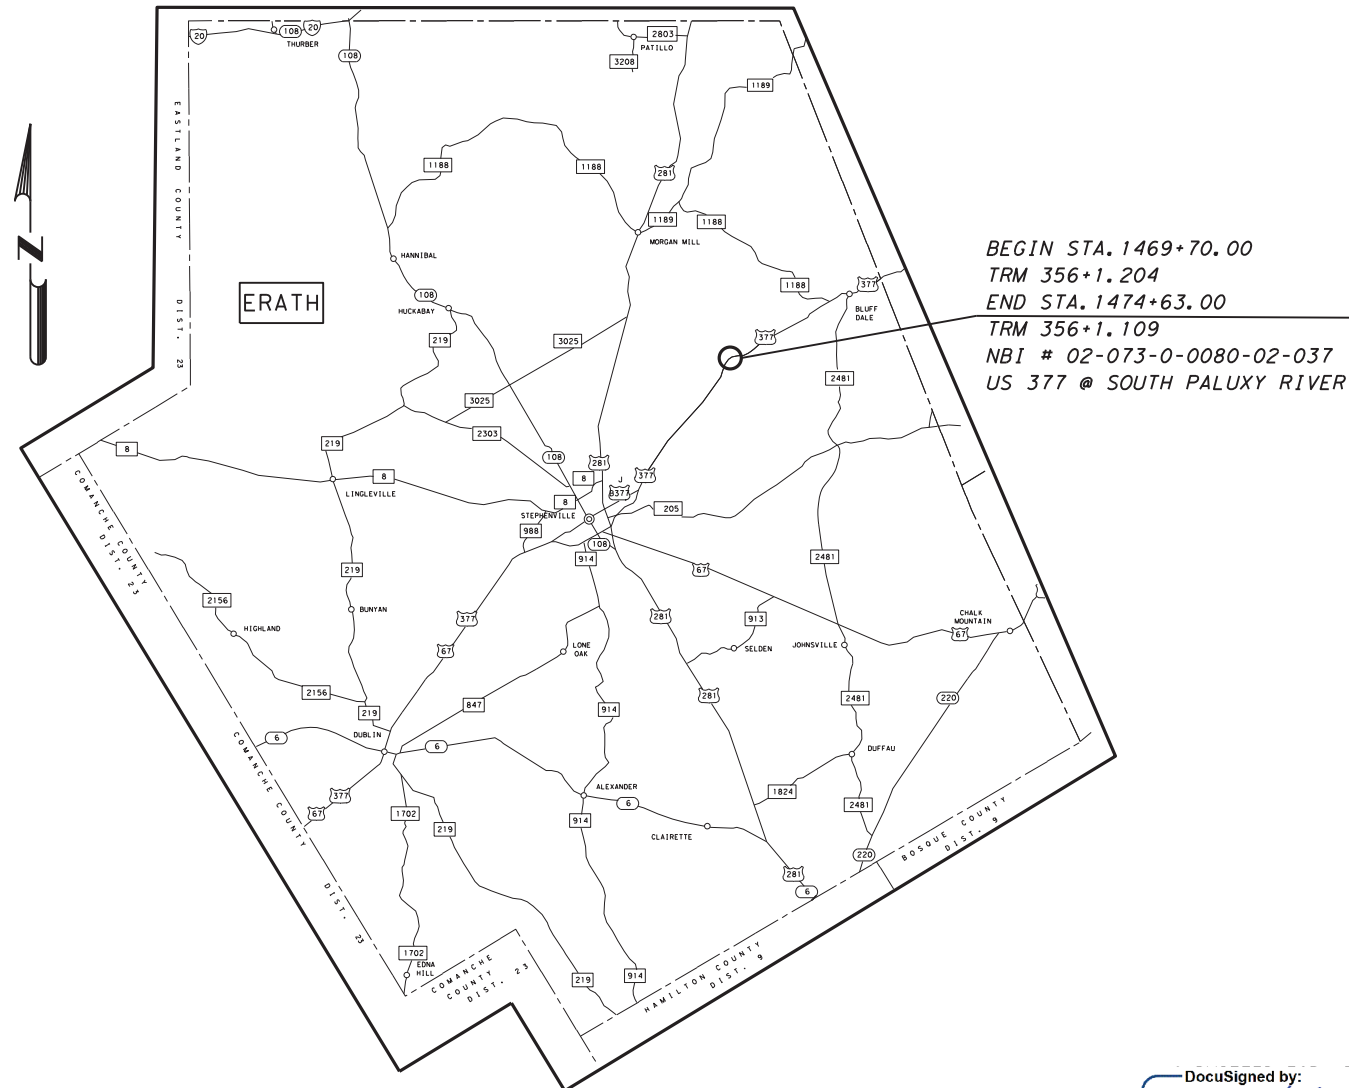 20
108
20
THURBER
108
2803
PATILLO
3208
1189
EASTLAND COUNTY
DIST. 23
1188
1188
281
1189
MORGAN MILL
1188
N
HANNIBAL
ERATH
108
HUCKABAY
1188
377
BLUFF
DALE
BEGIN STA. 1469+70.00
TRM 356+1.204
END STA. 1474+63.00
TRM 356+1.109
NBI # 02-073-0-0080-02-037
US 377 @ SOUTH PALUXY RIVER
219
3025
377
2481
3025
2303
219
8
108
281
377
8
8
J
B377
8
LINGLEVILLE
STEPHENVILLE
205
988
108
914
COMANCHE COUNTY
DIST. 23
219
67
2481
2156
BUNYAN
HIGHLAND
377
281
913
CHALK
MOUNTAIN
67
67
LONE
OAK
SELDEN
JOHNSVILLE
2156
219
847
914
281
2481
220
DUBLIN
6
6
DUFFAU
COMANCHE COUNTY
DIST. 23
377
67
1702
219
ALEXANDER
6
914
CLAIRETTE
1824
2481
220
BOSQUE COUNTY
DIST. 9
281
6
1702
EDNA
HILL
COMANCHE
COUNTY
DIST. 23
219
914
HAMILTON COUNTY
DIST. 9
DocuSigned by: